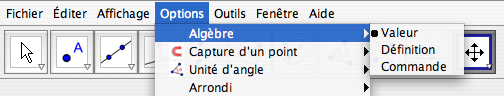 Fichier Éditer Affichage Options Outils Fenêtre Aide
A
Algèbre
Valeur
Capture d'un point
Définition
Unité d'angle
Commande
Arrondi